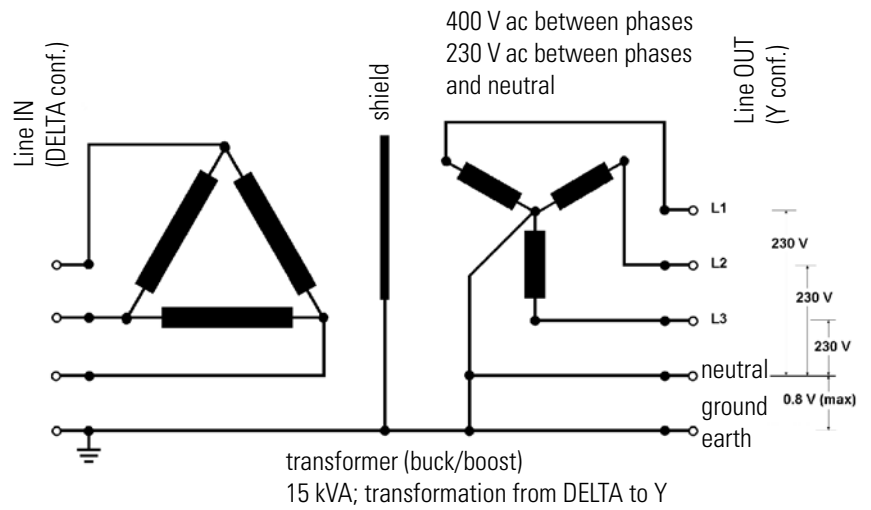 400 V ac between phases
230 V ac between phases
and neutral
Line IN
(DELTA conf.)
shield
Line OUT
(Y conf.)
L1
230 V
L2
230 V
L3
230 V
neutral
0.8 V (max)
ground
earth
transformer (buck/boost)
15 kVA; transformation from DELTA to Y